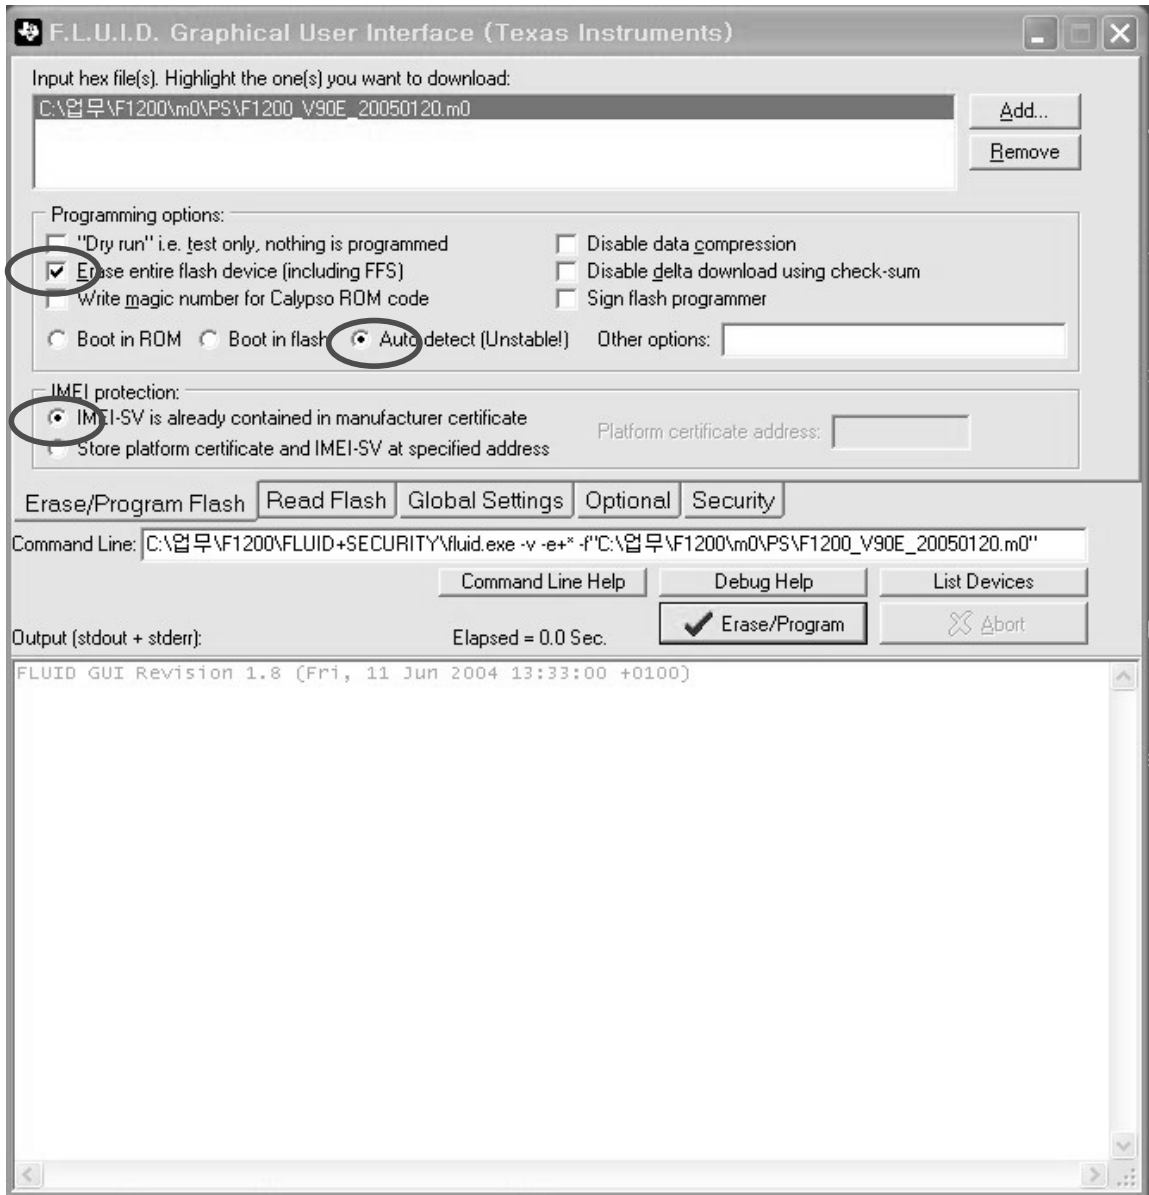 F.L.U.I.D. Graphical User Interface (Texas Instruments)
Input hex file(s). Highlight the one(s) you want to download:
C:\업무\F1200\m0\PS\F1200_V90E_20050120.m0
Add...
Remove
Programming options:
"Dry run" i.e. test only, nothing is programmed
Disable data compression
Erase entire flash device (including FFS)
Disable delta download using check-sum
Write magic number for Calypso ROM code
Sign flash programmer
Boot in ROM
Boot in flash
Auto detect (Unstable!)
Other options:
IMEI protection:
IMEI-SV is already contained in manufacturer certificate
Platform certificate address:
Store platform certificate and IMEI-SV at specified address
Erase/Program Flash
Read Flash
Global Settings
Optional
Security
Command Line: C:\업무\F1200\FLUID+SECURITY\fluid.exe -v -e+* -f"C:\업무\F1200\m0\PS\F1200_V90E_20050120.m0"
Command Line Help
Debug Help
List Devices
Erase/Program
Abort
Output (stdout + stderr):
Elapsed = 0.0 Sec.
FLUID GUI Revision 1.8 (Fri, 11 Jun 2004 13:33:00 +0100)